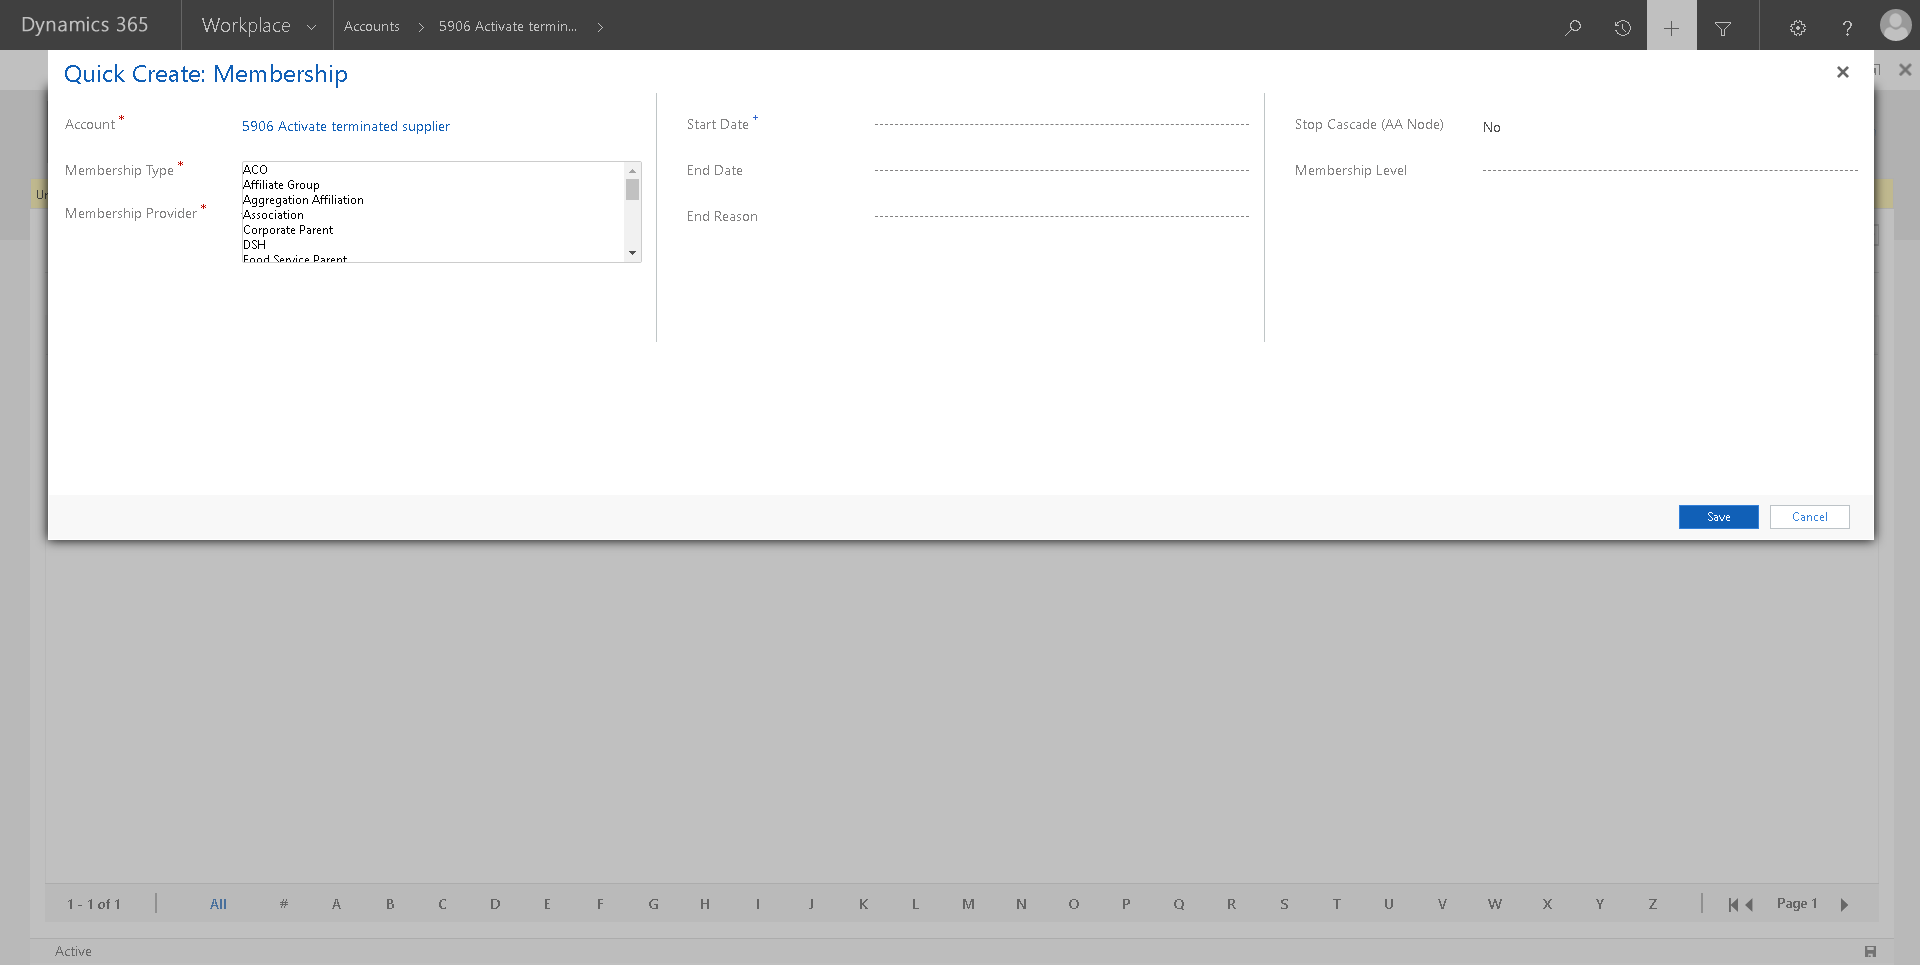 Dynamics 365
Workplace
Accounts
5906 Activate termin...
Quick Create: Membership
Account *
5906 Activate terminated supplier
Membership Type *
ACO
Affiliate Group
Aggregation Affiliation
Association
Corporate Parent
DSH
Food Service Parent
Membership Provider *
Start Date *
End Date
End Reason
Stop Cascade (AA Node)
No
Membership Level
Save
Cancel
1 - 1 of 1
All # A B C D E F G H I J K L M N O P Q R S T U V W X Y Z
Page 1
Active